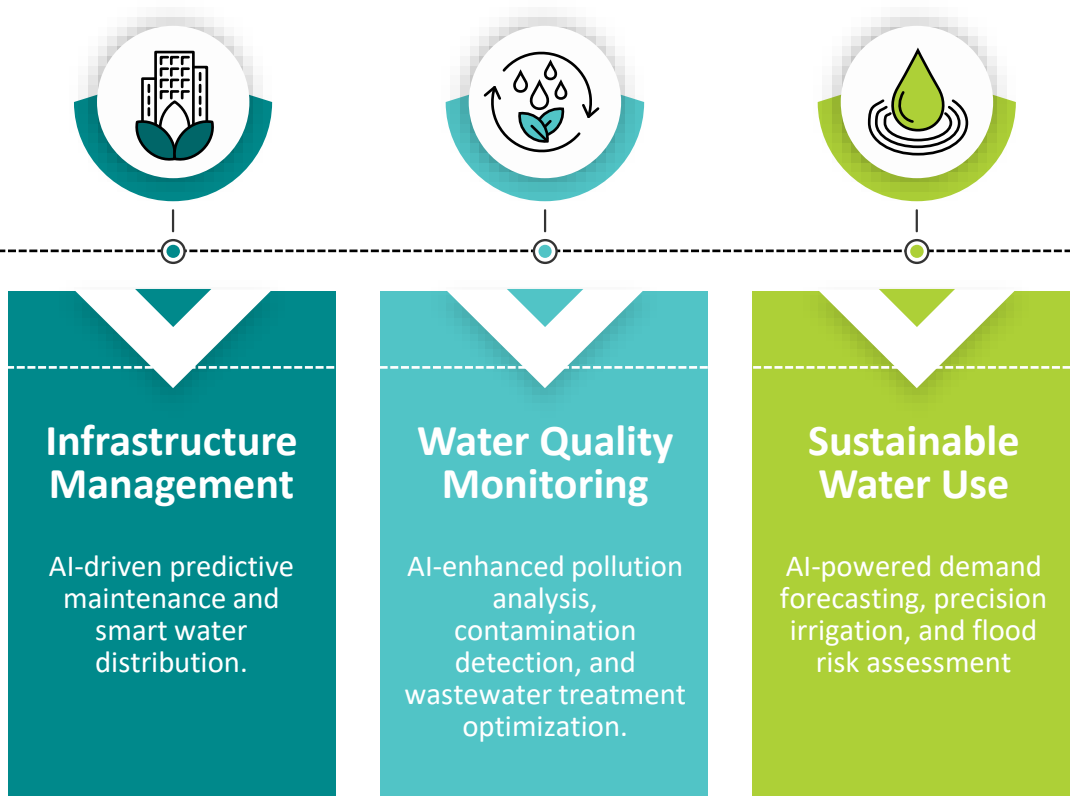 Infrastructure
Management
AI-driven predictive
maintenance and
smart water
distribution.
Water Quality
Monitoring
AI-enhanced pollution
analysis,
contamination
detection, and
wastewater treatment
optimization.
Sustainable
Water Use
AI-powered demand
forecasting, precision
irrigation, and flood
risk assessment